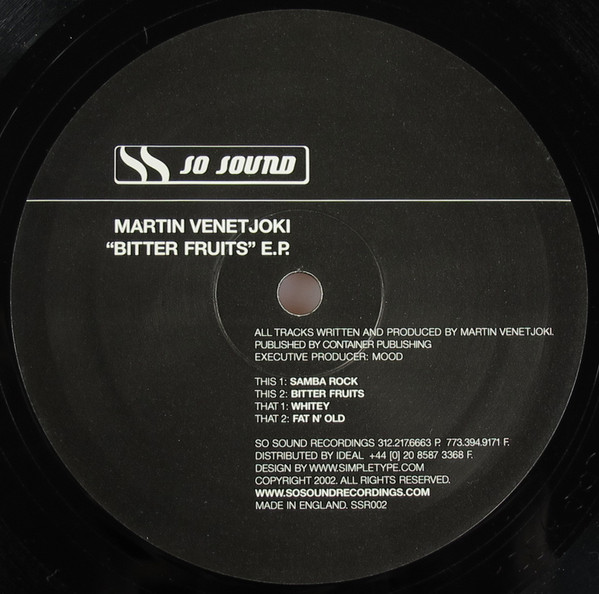 SO SOUND
MARTIN VENETJOKI
“BITTER FRUITS” E.P.
ALL TRACKS WRITTEN AND PRODUCED BY MARTIN VENETJOKI.
PUBLISHED BY CONTAINER PUBLISHING
EXECUTIVE PRODUCER: MOOD
THIS 1: SAMBA ROCK
THIS 2: BITTER FRUITS
THAT 1: WHITEY
THAT 2: FAT N' OLD
SO SOUND RECORDINGS 312.217.6663 P. 773.394.9171 F.
DISTRIBUTED BY IDEAL +44 [0] 20 8587 3368 F.
DESIGN BY WWW.SIMPLETYPE.COM
COPYRIGHT 2002. ALL RIGHTS RESERVED.
WWW.SOSOUNDRECORDINGS.COM
MADE IN ENGLAND. SSR002